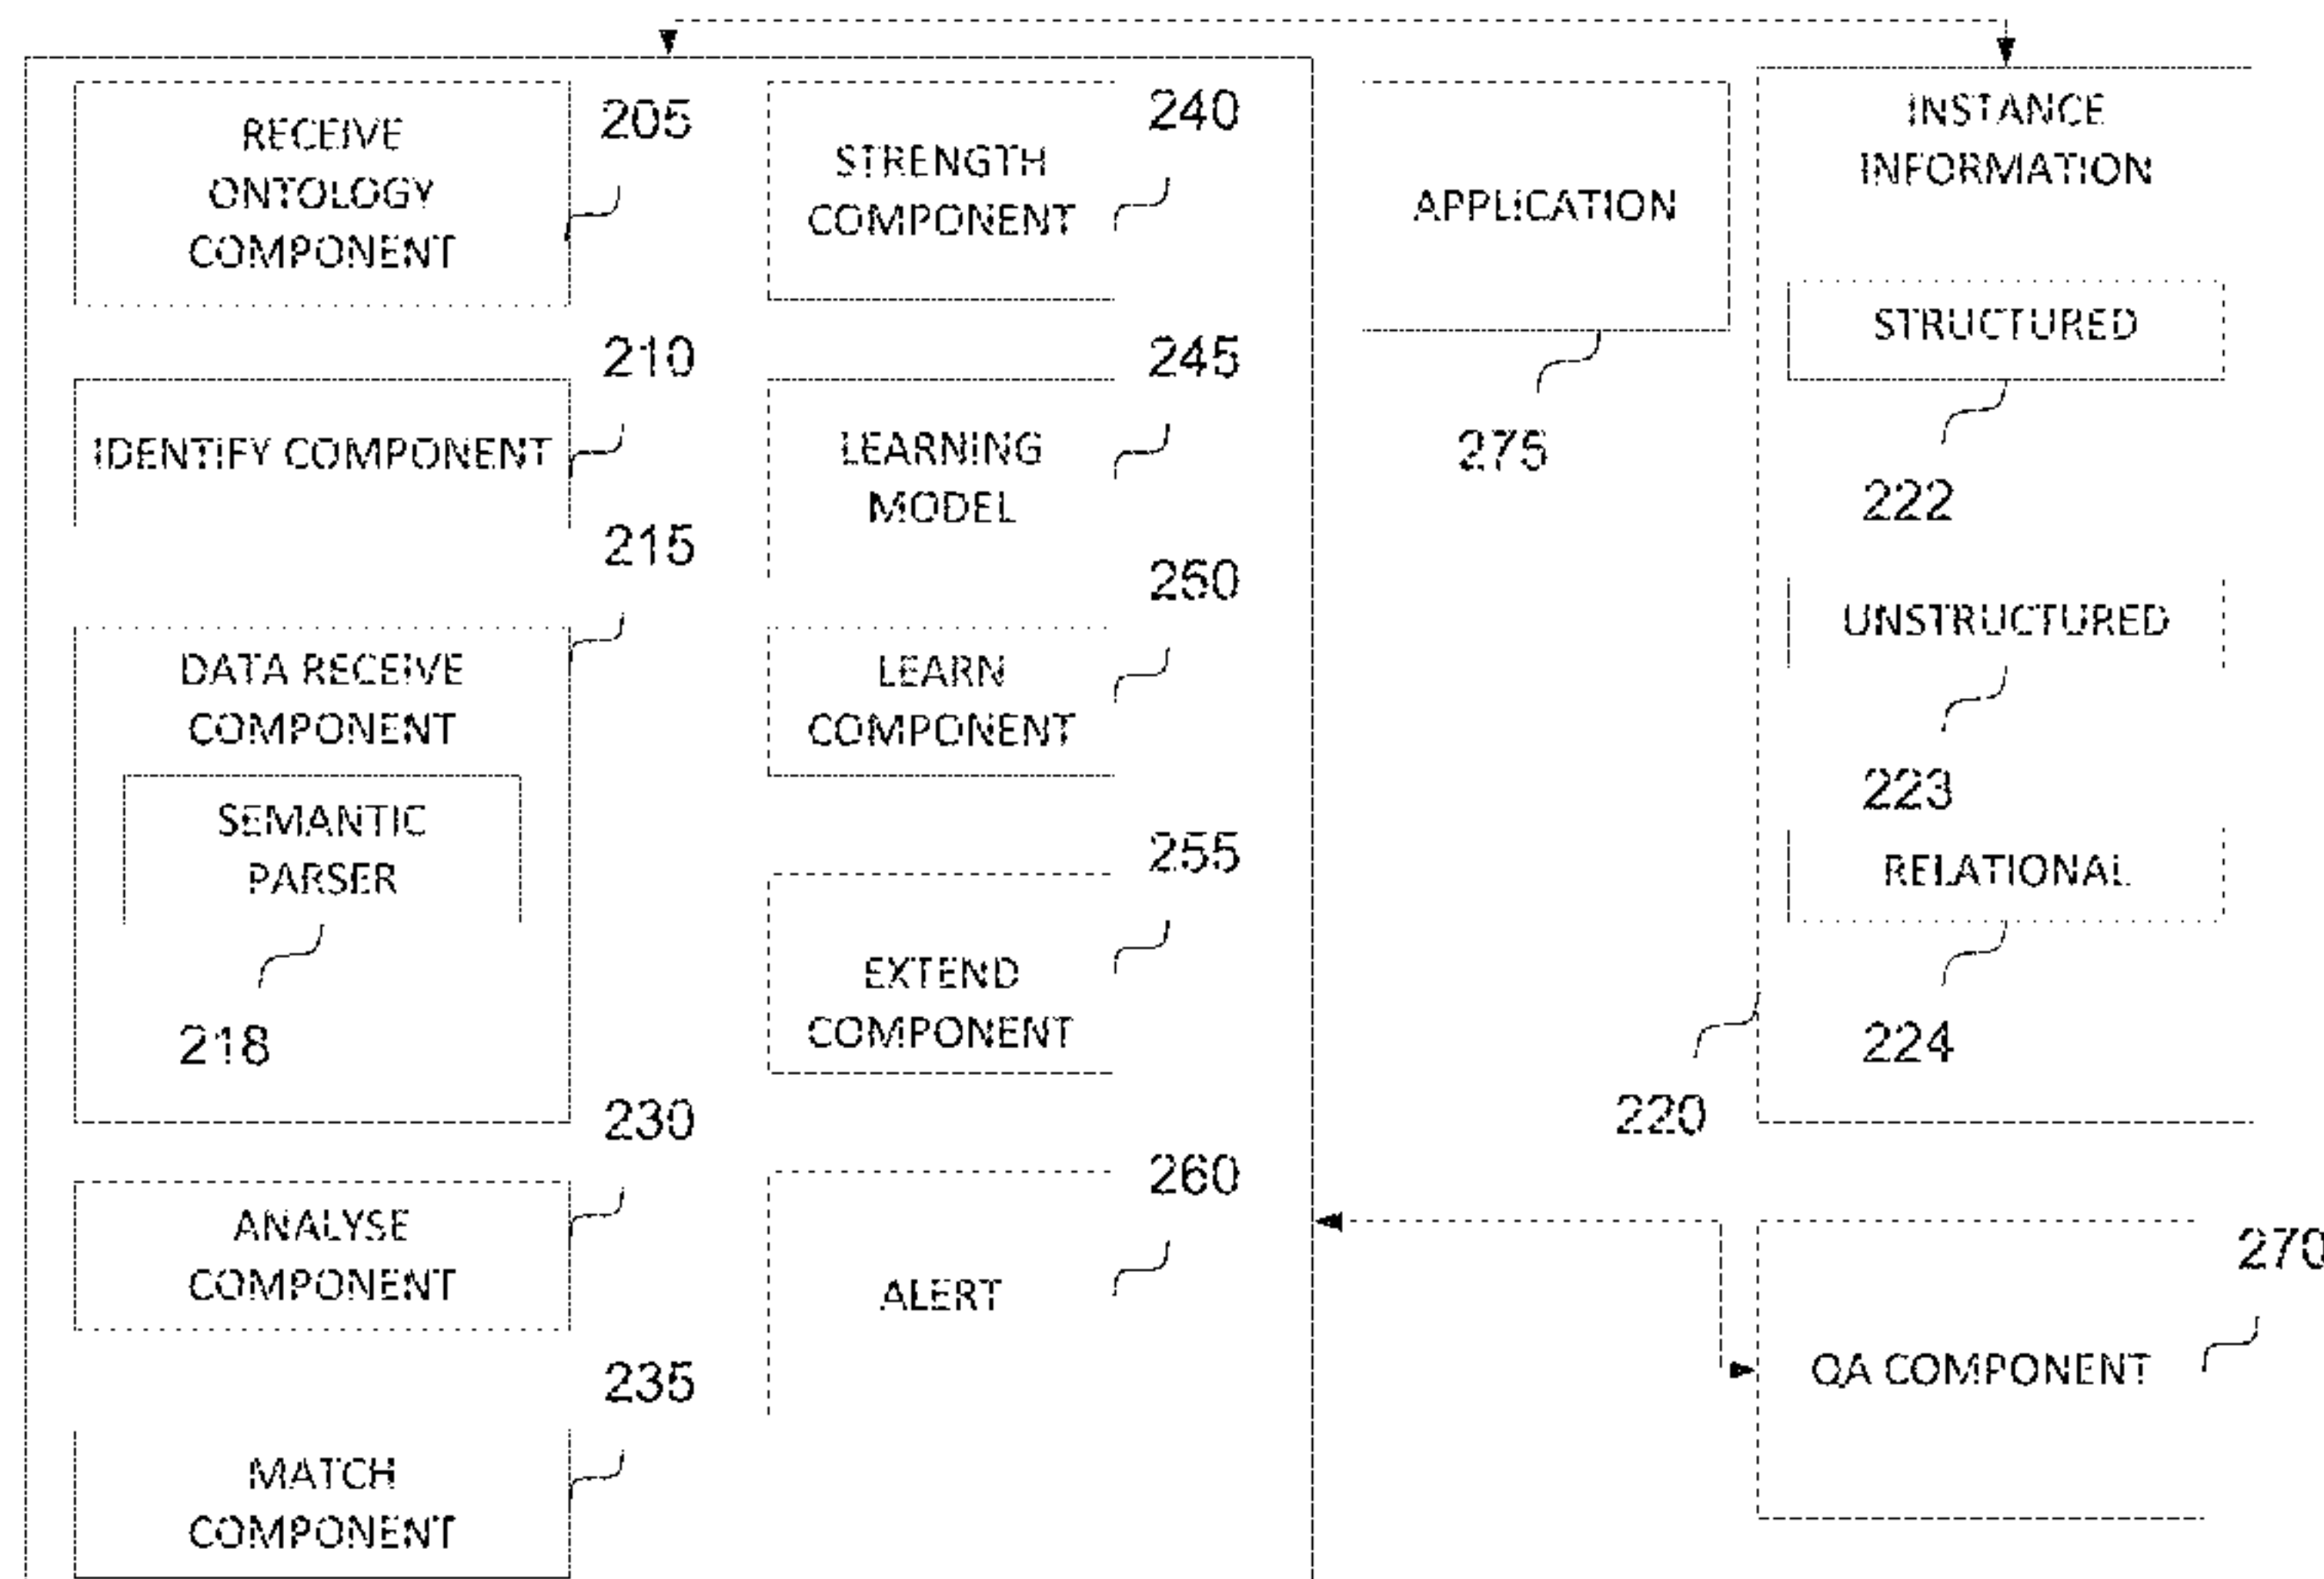 RECEIVE
ONTOLOGY
COMPONENT
205
IDENTIFY COMPONENT
210
DATA RECEIVE
COMPONENT
215
SEMANTIC
PARSER
218
ANALYSE
COMPONENT
230
MATCH
COMPONENT
235
STRENGTH
COMPONENT
240
LEARNING
MODEL
245
LEARN
COMPONENT
250
EXTEND
COMPONENT
255
ALERT
260
APPLICATION
275
INSTANCE
INFORMATION
STRUCTURED
222
UNSTRUCTURED
223
RELATIONAL
224
220
QA COMPONENT
270